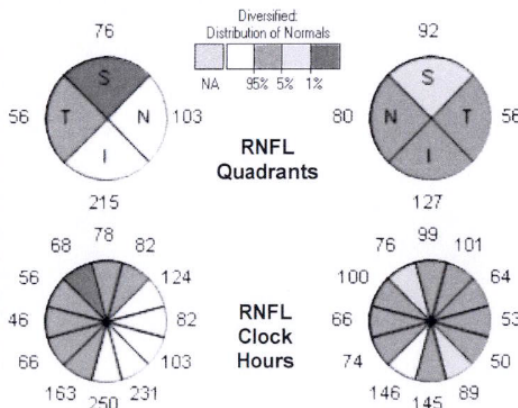 Diversified:
Distribution of Normals
NA 95% 5% 1%
76
S
T N
I
56 103
215
RNFL
Quadrants
92
S
N T
I
80 56
127
78
68 82
56 124
46 82
66 103
163 231
250
RNFL
Clock
Hours
99
76 101
100 64
66 53
74 50
146 89
145